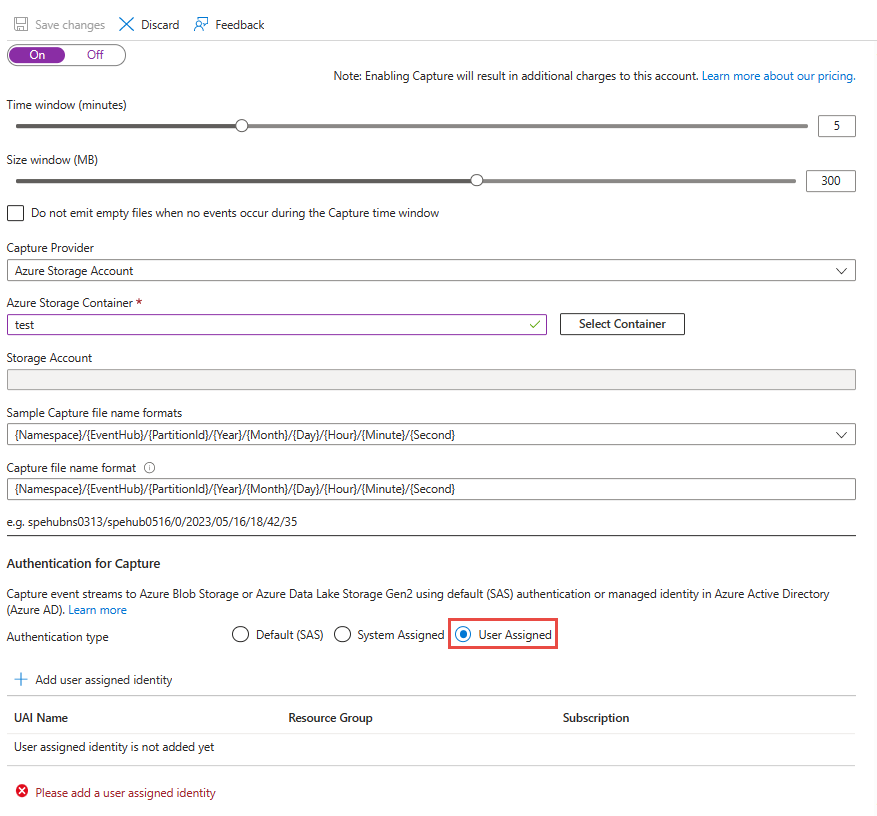 Save changes Discard Feedback
On Off
Note: Enabling Capture will result in additional charges to this account. Learn more about our pricing.
Time window (minutes)
5
Size window (MB)
300
Do not emit empty files when no events occur during the Capture time window
Capture Provider
Azure Storage Account
Azure Storage Container *
test Select Container
Storage Account
Sample Capture file name formats
{Namespace}/{EventHub}/{PartitionId}/{Year}/{Month}/{Day}/{Hour}/{Minute}/{Second}
Capture file name format
{Namespace}/{EventHub}/{PartitionId}/{Year}/{Month}/{Day}/{Hour}/{Minute}/{Second}
e.g. spehubns0313/spehub0516/0/2023/05/16/18/42/35
Authentication for Capture
Capture event streams to Azure Blob Storage or Azure Data Lake Storage Gen2 using default (SAS) authentication or managed identity in Azure Active Directory
(Azure AD). Learn more
Authentication type Default (SAS) System Assigned User Assigned
Add user assigned identity
UAI Name Resource Group Subscription
User assigned identity is not added yet
Please add a user assigned identity